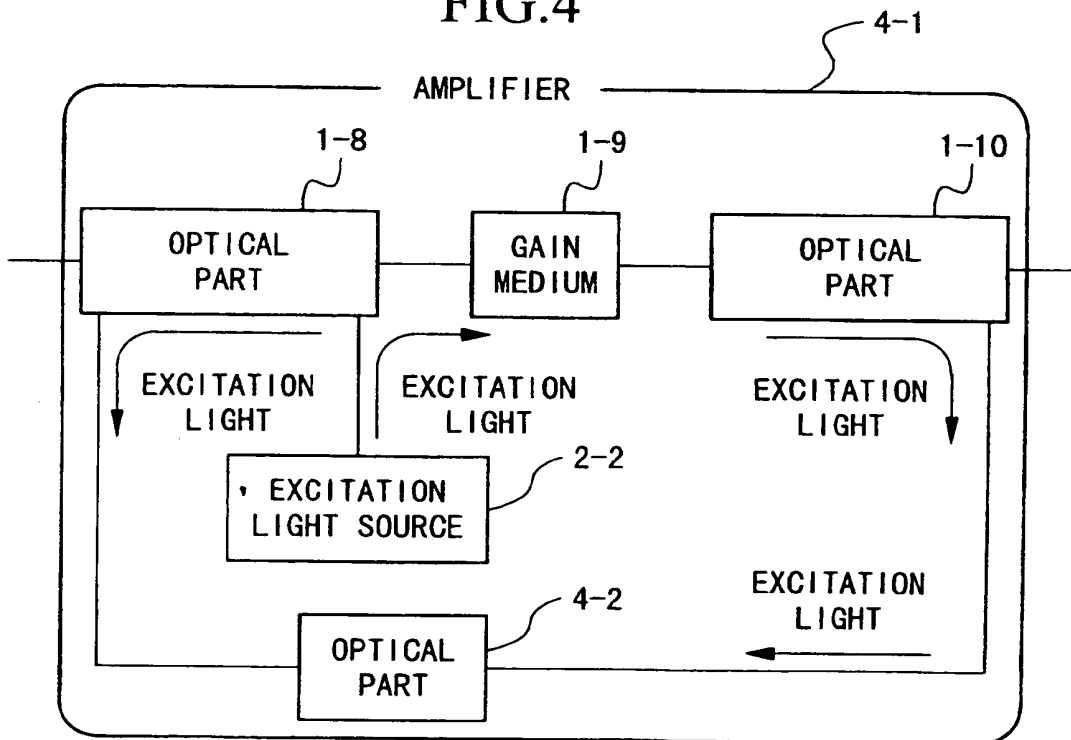 FIG.4
4-1
AMPLIFIER
1-8
1-9
1-10
OPTICAL
PART
GAIN
MEDIUM
OPTICAL
PART
EXCITATION
LIGHT
EXCITATION
LIGHT
EXCITATION
LIGHT
2-2
EXCITATION
LIGHT SOURCE
EXCITATION
LIGHT
4-2
OPTICAL
PART